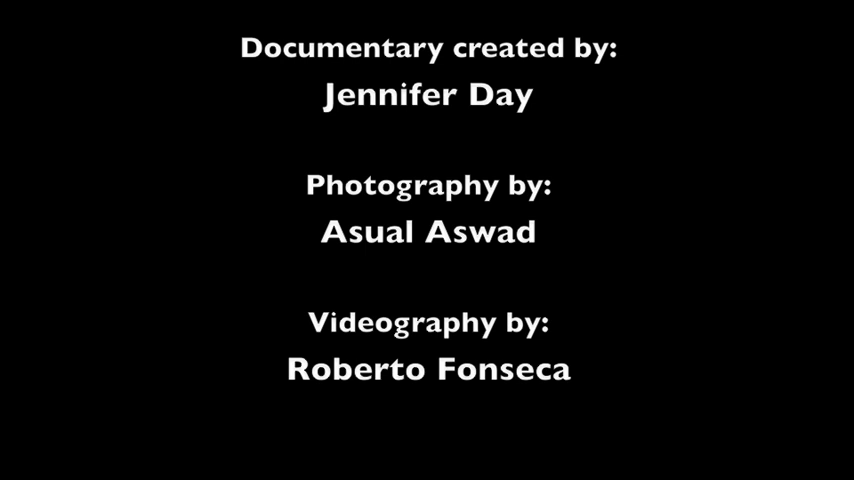 Documentary created by:
Jennifer Day
Photography by:
Asual Aswad
Videography by:
Roberto Fonseca